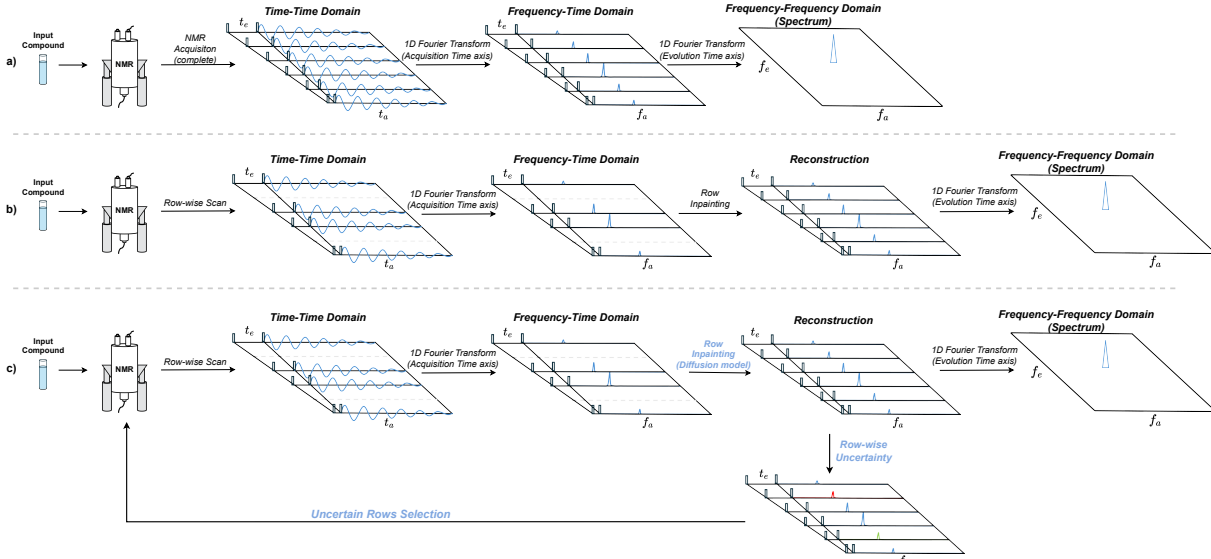 Time-Time Domain
Frequency-Time Domain
Frequency-Frequency Domain
(Spectrum)
Input
Compound
a)
NMR
NMR
Acquisiton
(complete)
t_e
t_a
1D Fourier Transform
(Acquisition Time axis)
t_e
f_a
1D Fourier Transform
(Evolution Time axis)
f_e
f_a
Time-Time Domain
Frequency-Time Domain
Reconstruction
Frequency-Frequency Domain
(Spectrum)
Input
Compound
b)
NMR
Row-wise Scan
t_e
t_a
1D Fourier Transform
(Acquisition Time axis)
t_e
f_a
Row
Inpainting
t_e
f_a
1D Fourier Transform
(Evolution Time axis)
f_e
f_a
Time-Time Domain
Frequency-Time Domain
Reconstruction
Frequency-Frequency Domain
(Spectrum)
Input
Compound
c)
NMR
Row-wise Scan
t_e
t_a
1D Fourier Transform
(Acquisition Time axis)
t_e
f_a
Row
Inpainting
(Diffusion model)
t_e
f_a
1D Fourier Transform
(Evolution Time axis)
f_e
f_a
Row-wise
Uncertainty
t_e
Uncertain Rows Selection